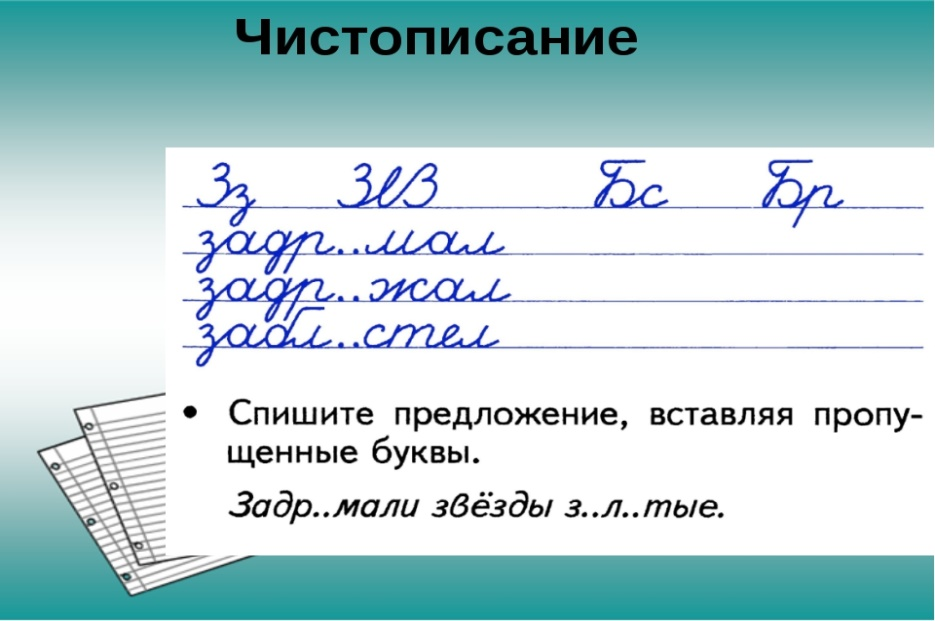 Чистописание
Зз ЗвВ Бс Бр
задр..мал
задр..жал
забл..стел
• Спишите предложение, вставляя пропу-
щенные буквы.
Задр..мали звёзды з..л..тые.